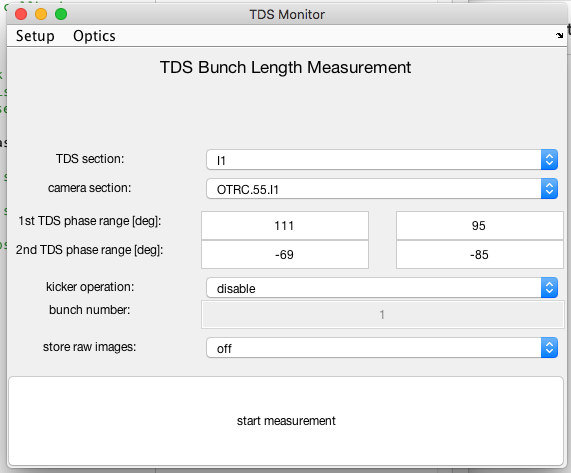 TDS Monitor
Setup Optics
TDS Bunch Length Measurement
TDS section: I1
camera section: OTRC.55.I1
1st TDS phase range [deg]: 111 95
2nd TDS phase range [deg]: -69 -85
kicker operation: disable
bunch number: 1
store raw images: off
start measurement